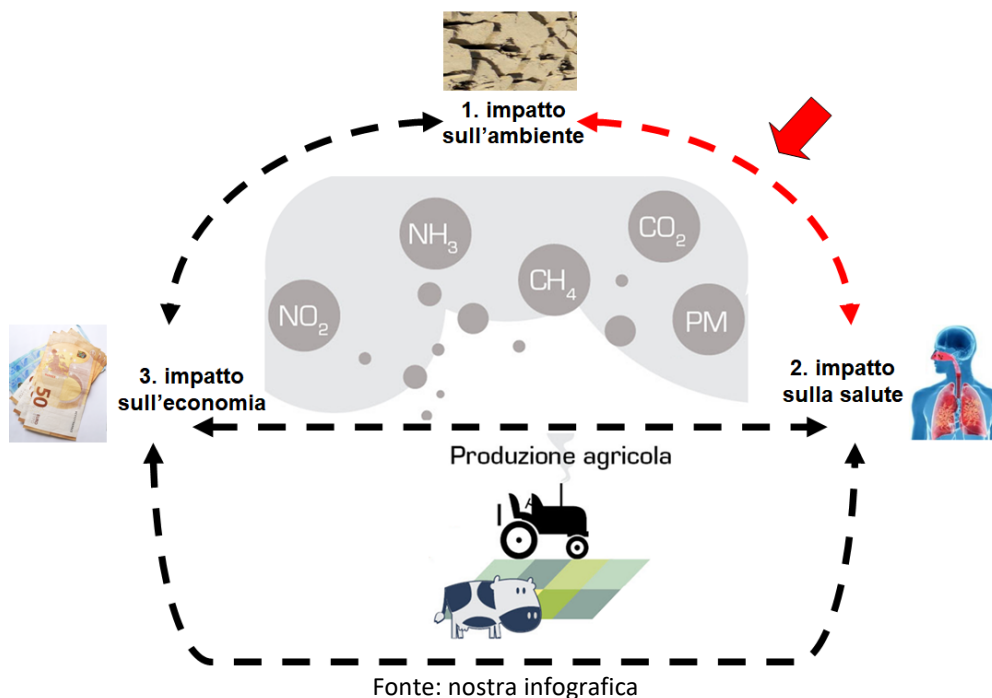 1. impatto
sull'ambiente
NH₃
CO₂
CH₄
NO₂
PM
3. impatto
sull'economia
2. impatto
sulla salute
50
Produzione agricola
Fonte: nostra infografica